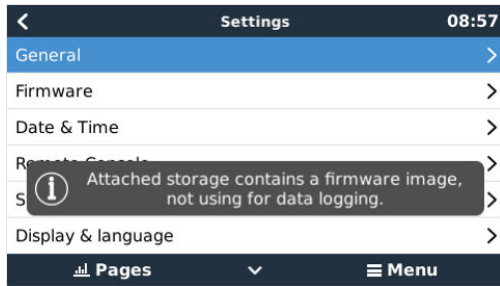 Settings
08:57
General
Firmware
Date & Time
Attached storage contains a firmware image,
not using for data logging.
Display & language
Pages
Menu